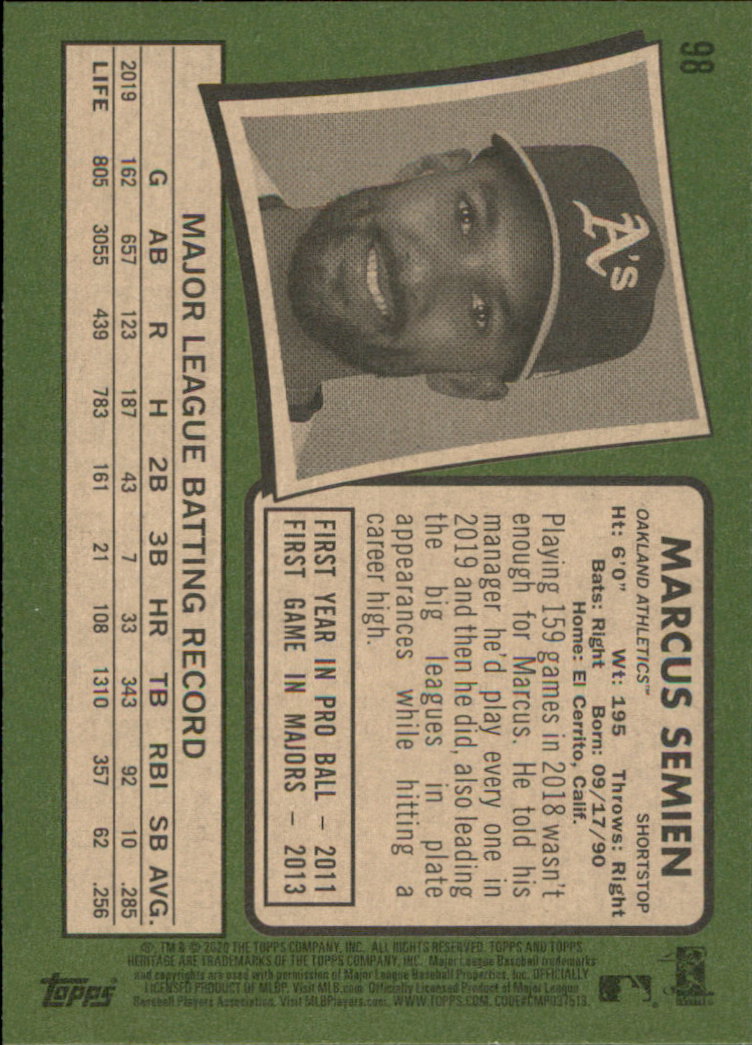 98
A's
MARCUS SEMIEN
OAKLAND ATHLETICS™ SHORTSTOP
Ht: 6'0" Wt: 195 Throws: Right
Bats: Right Born: 09/17/90
Home: El Cerrito, Calif.
Playing 159 games in 2018 wasn't
enough for Marcus. He told his
manager he'd play every one in
2019 and then he did, also leading
the big leagues in plate
appearances while hitting a
career high.
FIRST YEAR IN PRO BALL – 2011
FIRST GAME IN MAJORS – 2013
MAJOR LEAGUE BATTING RECORD
G AB R H 2B 3B HR TB RBI SB AVG.
2019 162 657 123 187 43 7 33 343 92 10 .285
LIFE 805 3055 439 783 161 21 108 1310 357 62 .256
®, TM & © 2020 THE TOPPS COMPANY, INC. ALL RIGHTS RESERVED. TOPPS AND TOPPS
HERITAGE ARE TRADEMARKS OF THE TOPPS COMPANY, INC. Major League Baseball trademarks
and copyrights are used with permission of Major League Baseball Properties, Inc. OFFICIALLY
LICENSED PRODUCT OF MLBP. Visit MLB.com. Officially Licensed Product of Major League
Baseball Players Association. Visit MLBPlayers.com. WWW.TOPPS.COM. CODE#CMP037513.
topps